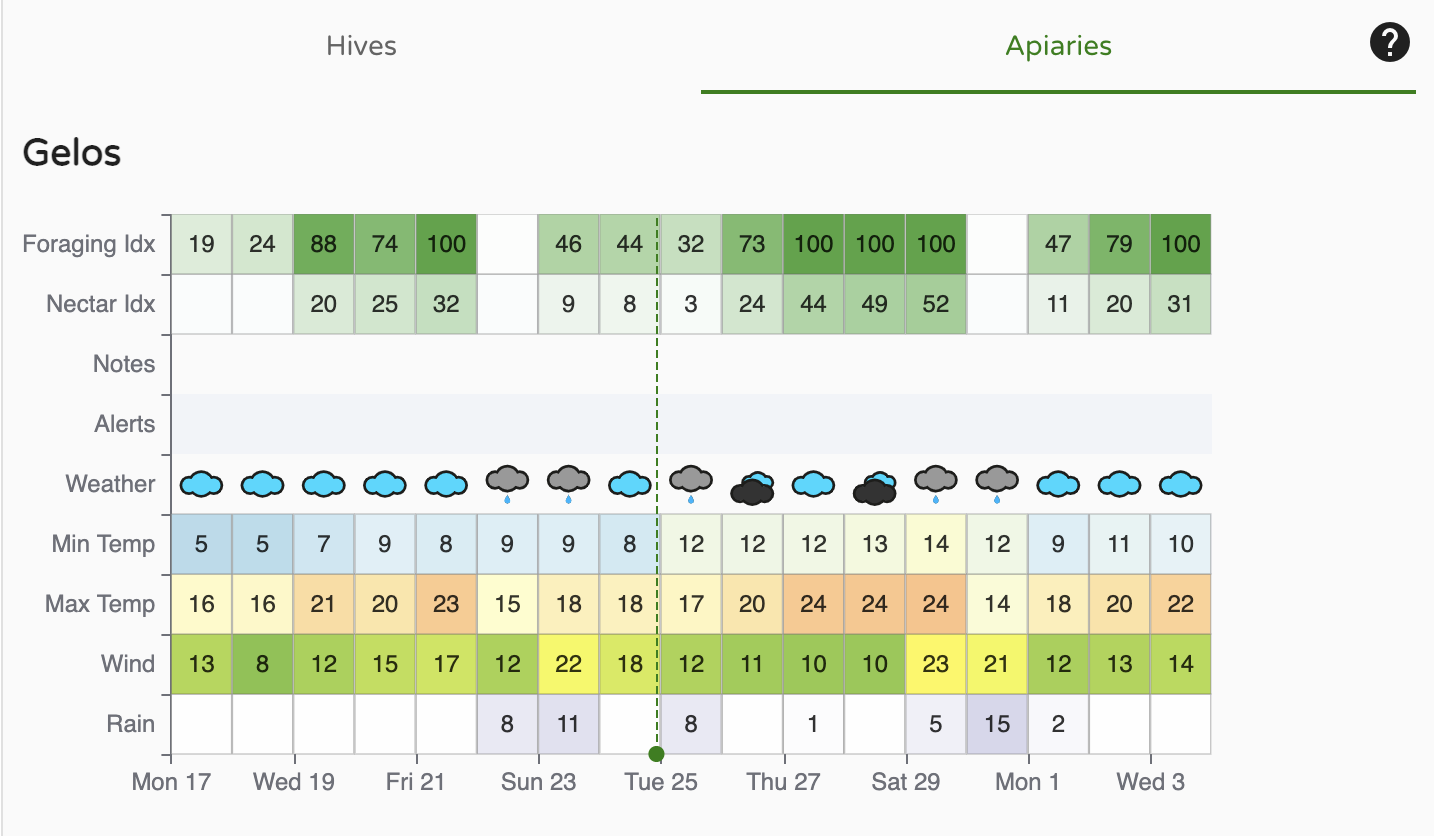 Hives Apiaries ?
Gelos
Foraging Idx 19 24 88 74 100 46 44 32 73 100 100 100 47 79 100
Nectar Idx 20 25 32 9 8 3 24 44 49 52 11 20 31
Notes
Alerts
Weather
Min Temp 5 5 7 9 8 9 9 8 12 12 12 13 14 12 9 11 10
Max Temp 16 16 21 20 23 15 18 18 17 20 24 24 24 14 18 20 22
Wind 13 8 12 15 17 12 22 18 12 11 10 10 23 21 12 13 14
Rain 8 11 8 1 5 15 2
Mon 17 Wed 19 Fri 21 Sun 23 Tue 25 Thu 27 Sat 29 Mon 1 Wed 3